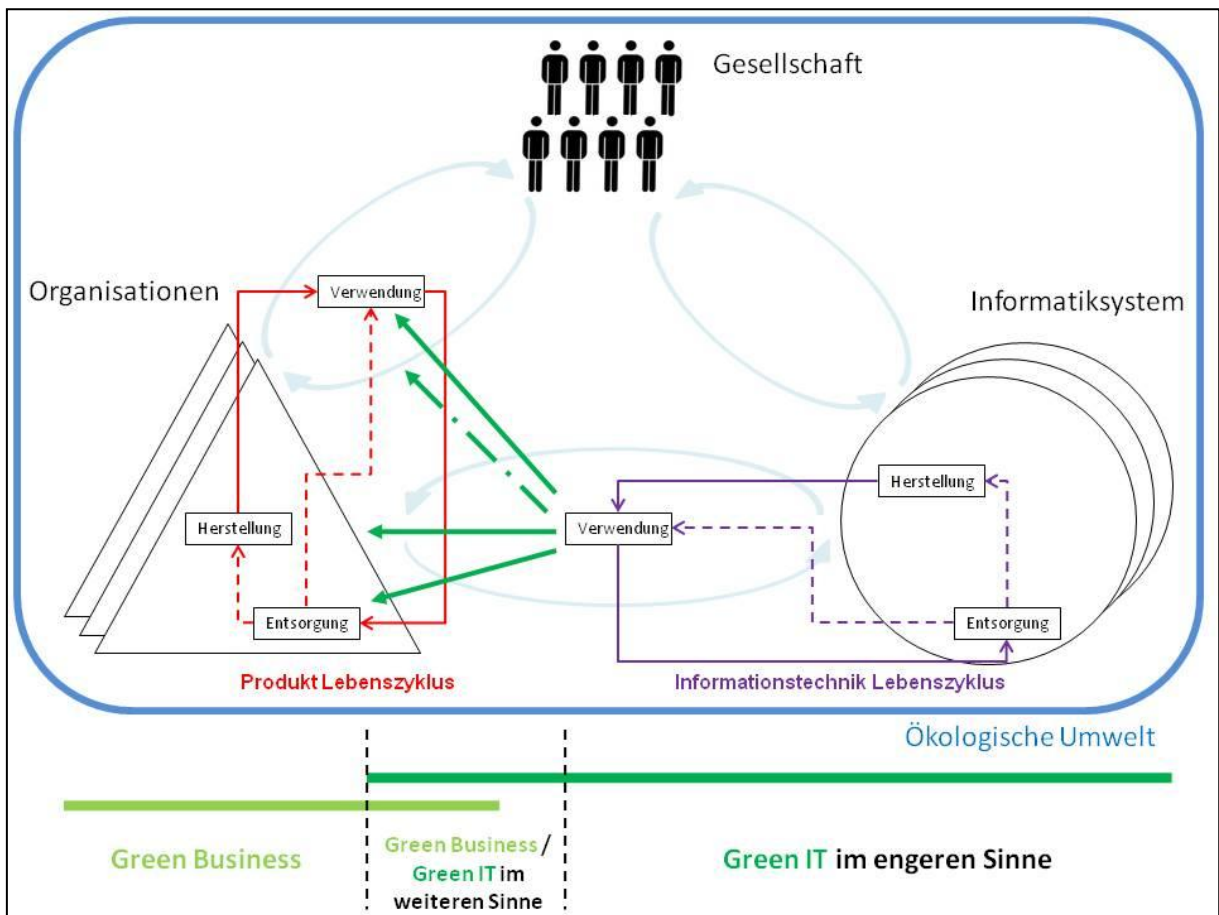 Gesellschaft
Organisationen
Verwendung
Informatiksystem
Herstellung
Herstellung
Verwendung
Entsorgung
Entsorgung
Produkt Lebenszyklus
Informationstechnik Lebenszyklus
Ökologische Umwelt
Green Business
Green Business /
Green IT im
weiteren Sinne
Green IT im engeren Sinne